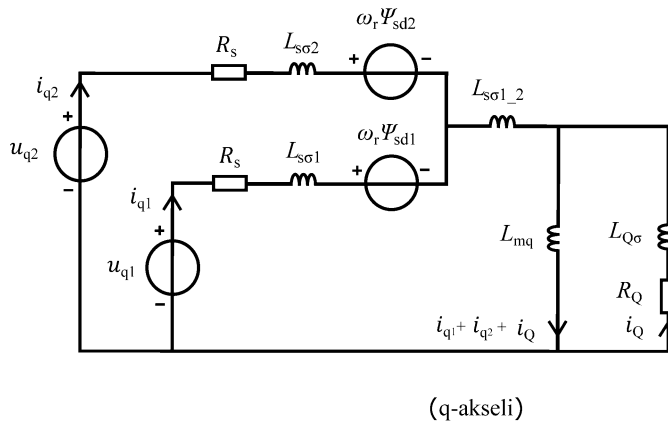 ω_r Ψ_sd2
R_s
L_sσ2
+ −
i_q2
L_sσ1_2
+
u_q2
−
ω_r Ψ_sd1
R_s
L_sσ1
+ −
i_q1
+
u_q1
−
L_mq
L_Qσ
R_Q
i_q1 + i_q2 + i_Q
i_Q
(q-akseli)